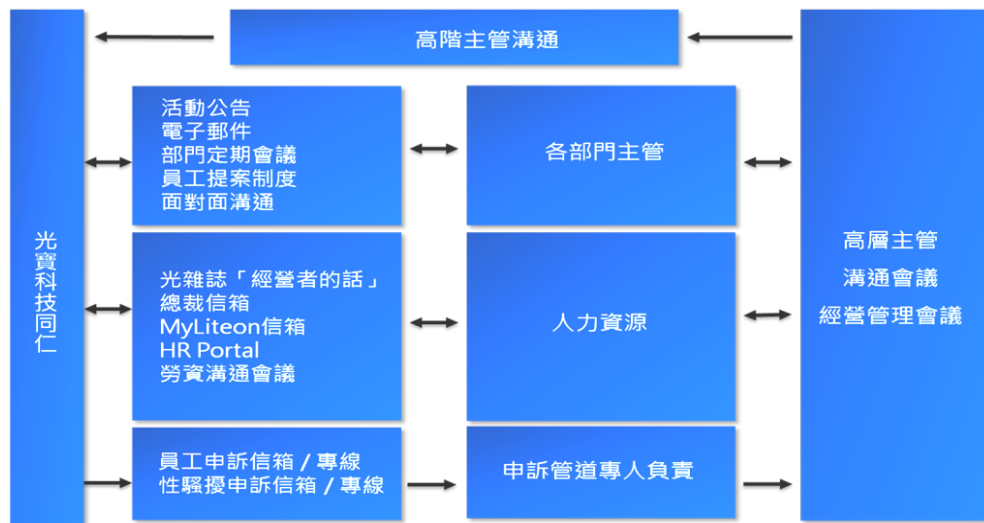 高階主管溝通
光寶科技同仁
活動公告
電子郵件
部門定期會議
員工提案制度
面對面溝通
各部門主管
光雜誌「經營者的話」
總裁信箱
MyLiteon信箱
HR Portal
勞資溝通會議
人力資源
員工申訴信箱 / 專線
性騷擾申訴信箱 / 專線
申訴管道專人負責
高層主管
溝通會議
經營管理會議